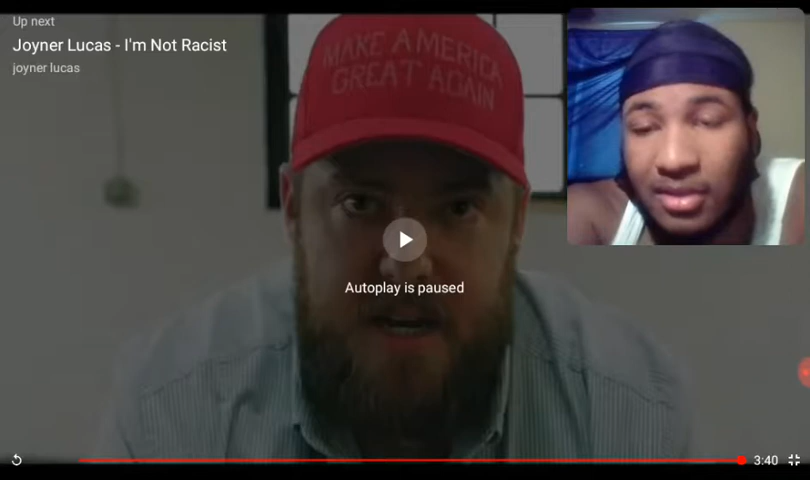 Up next
Joyner Lucas - I'm Not Racist
joyner lucas
MAKE AMERICA
GREAT AGAIN
Autoplay is paused
3:40